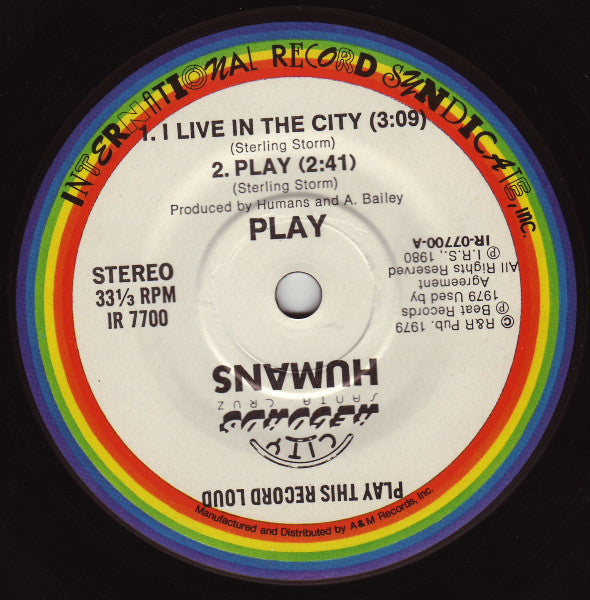 INTERNATIONAL RECORD SYNDICATE, INC.
1. I LIVE IN THE CITY (3:09)
(Sterling Storm)
2. PLAY (2:41)
(Sterling Storm)
Produced by Humans and A. Bailey
PLAY
STEREO
33 1/3 RPM
IR 7700
© R&R Pub. 1979
℗ Beat Records
1979 Used by
Agreement
All Rights Reserved
℗ I.R.S., 1980
IR-07700-A
PLAY THIS RECORD LOUD
CITY
SANTA CRUZ
HUMANS
Manufactured and Distributed by A&M Records, Inc.